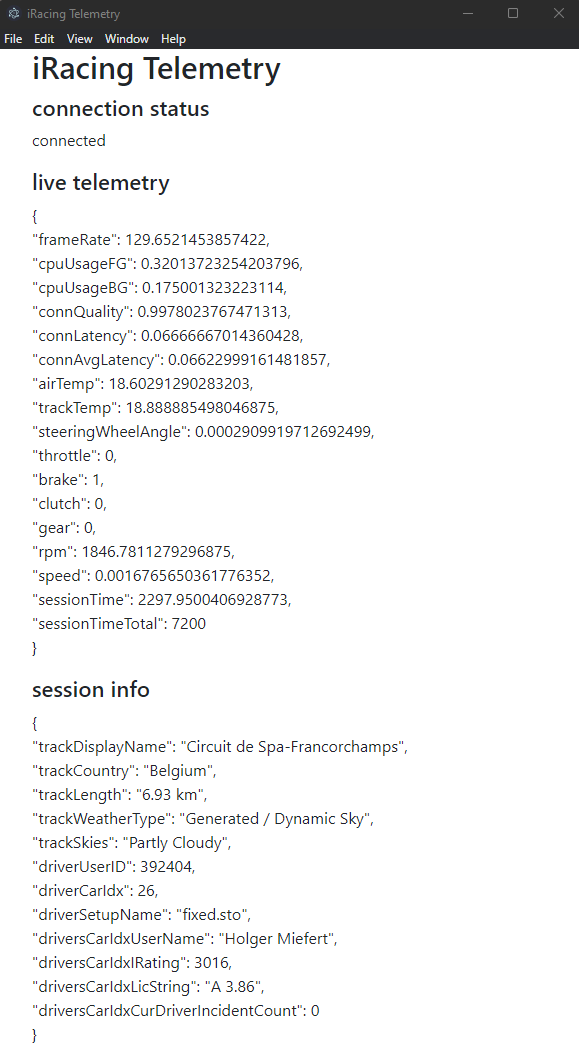 iRacing Telemetry
File Edit View Window Help
iRacing Telemetry
connection status
connected
live telemetry
{
"frameRate": 129.6521453857422,
"cpuUsageFG": 0.32013723254203796,
"cpuUsageBG": 0.175001323223114,
"connQuality": 0.9978023767471313,
"connLatency": 0.06666667014360428,
"connAvgLatency": 0.06622999161481857,
"airTemp": 18.60291290283203,
"trackTemp": 18.888885498046875,
"steeringWheelAngle": 0.0002909919712692499,
"throttle": 0,
"brake": 1,
"clutch": 0,
"gear": 0,
"rpm": 1846.7811279296875,
"speed": 0.0016765650361776352,
"sessionTime": 2297.9500406928773,
"sessionTimeTotal": 7200
}
session info
{
"trackDisplayName": "Circuit de Spa-Francorchamps",
"trackCountry": "Belgium",
"trackLength": "6.93 km",
"trackWeatherType": "Generated / Dynamic Sky",
"trackSkies": "Partly Cloudy",
"driverUserID": 392404,
"driverCarIdx": 26,
"driverSetupName": "fixed.sto",
"driversCarIdxUserName": "Holger Miefert",
"driversCarIdxIRating": 3016,
"driversCarIdxLicString": "A 3.86",
"driversCarIdxCurDriverIncidentCount": 0
}